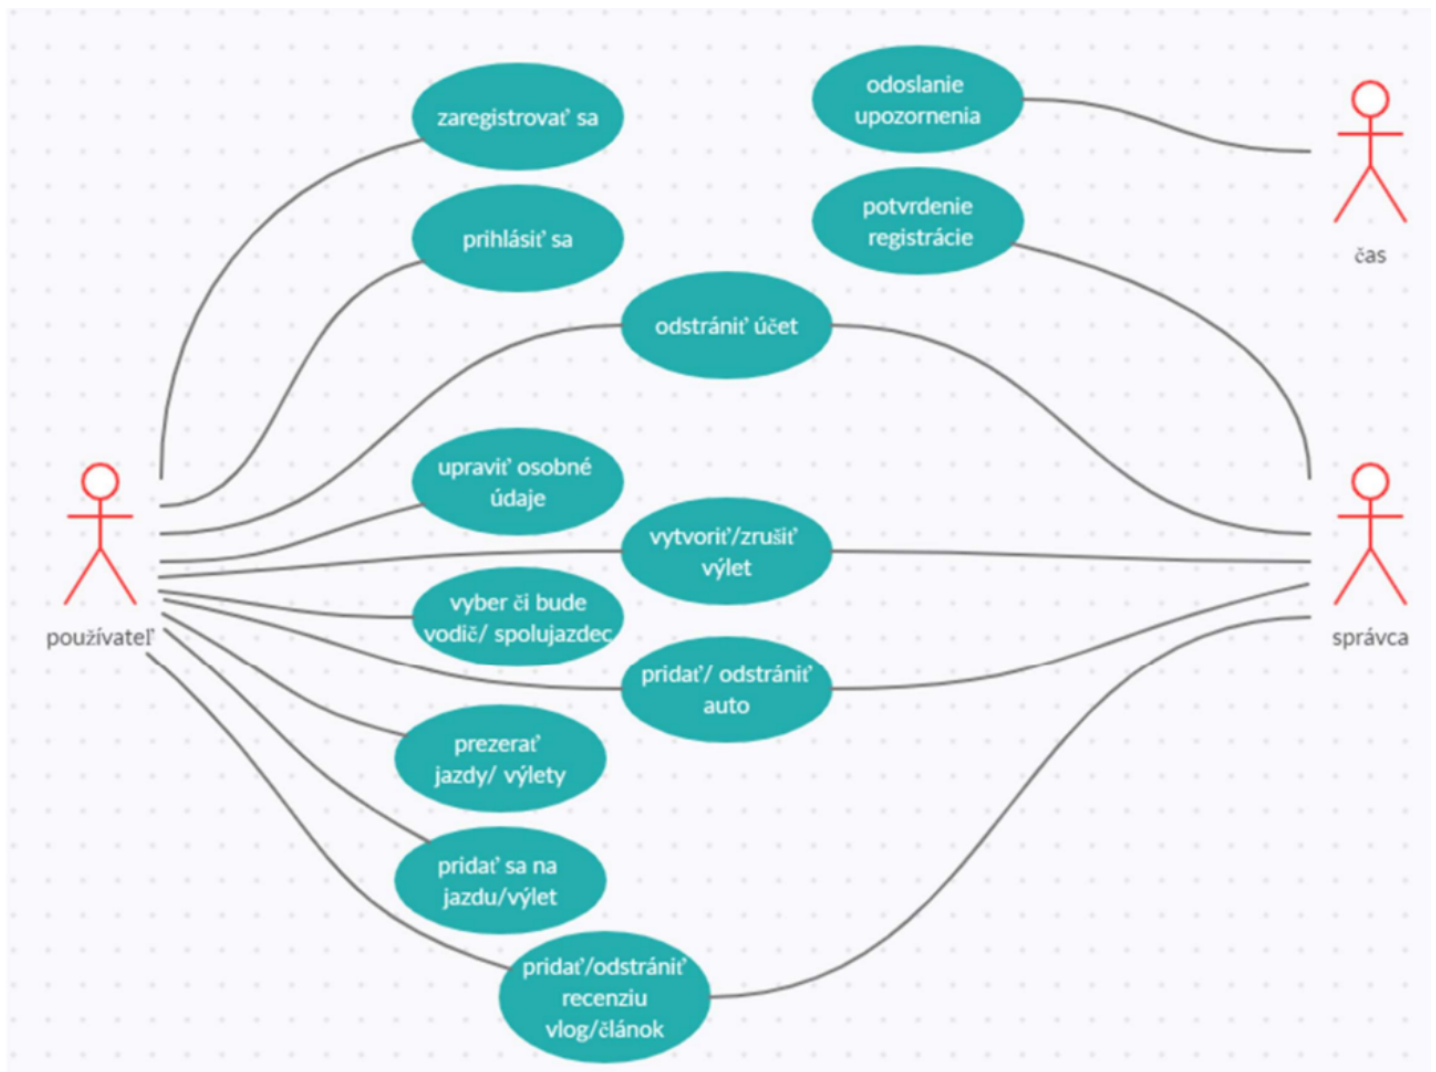 zaregistrovať sa
odoslanie
upozornenia
prihlásiť sa
potvrdenie
registrácie
čas
odstrániť účet
upraviť osobné
údaje
vytvoriť/zrušiť
výlet
vyber či bude
vodič/ spolujazdec
používateľ
správca
pridať/ odstrániť
auto
prezerať
jazdy/ výlety
pridať sa na
jazdu/výlet
pridať/odstrániť
recenziu
vlog/článok